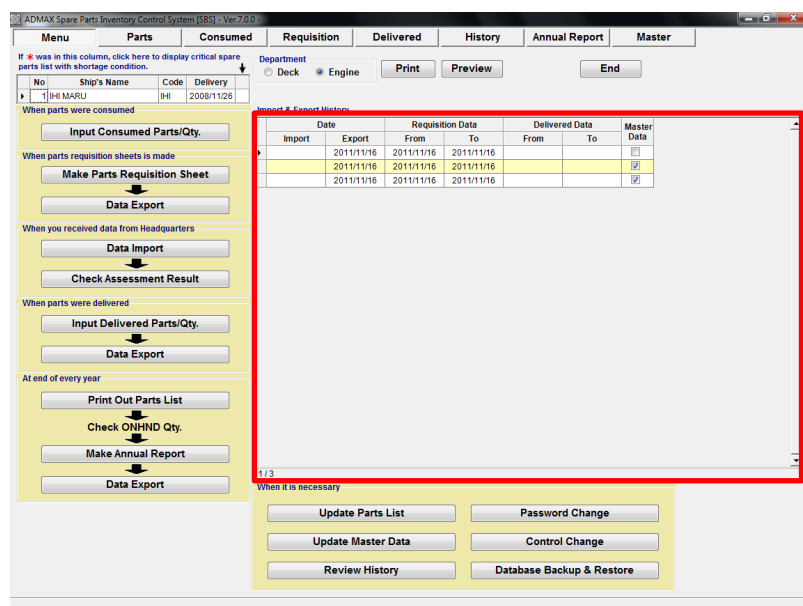 ADMAX Spare Parts Inventory Control System [SBS] - Ver.7.0.0 -
Menu Parts Consumed Requisition Delivered History Annual Report Master
If * was in this column, click here to display critical spare
parts list with shortage condition.
No Ship's Name Code Delivery
1 IHI MARU IHI 2008/11/26
Department
Deck Engine Print Preview End
When parts were consumed
Input Consumed Parts/Qty.
When parts requisition sheets is made
Make Parts Requisition Sheet
Data Export
When you received data from Headquarters
Data Import
Check Assessment Result
When parts were delivered
Input Delivered Parts/Qty.
Data Export
At end of every year
Print Out Parts List
Check ONHND Qty.
Make Annual Report
Data Export
Import & Export History
Date Requisition Data Delivered Data Master
Import Export From To From To Data
2011/11/16 2011/11/16 2011/11/16
2011/11/16 2011/11/16 2011/11/16
2011/11/16 2011/11/16 2011/11/16
1 / 3
When it is necessary
Update Parts List Password Change
Update Master Data Control Change
Review History Database Backup & Restore